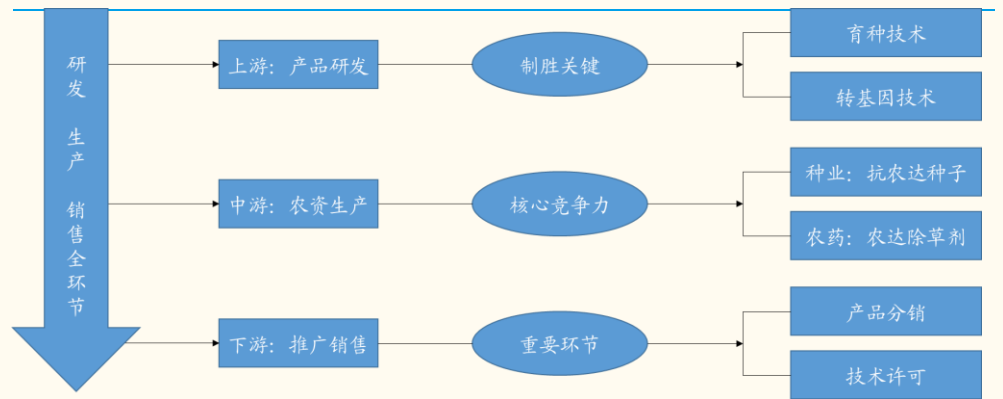 研发 生产 销售全环节
上游：产品研发
制胜关键
育种技术
转基因技术
中游：农资生产
核心竞争力
种业：抗农达种子
农药：农达除草剂
下游：推广销售
重要环节
产品分销
技术许可